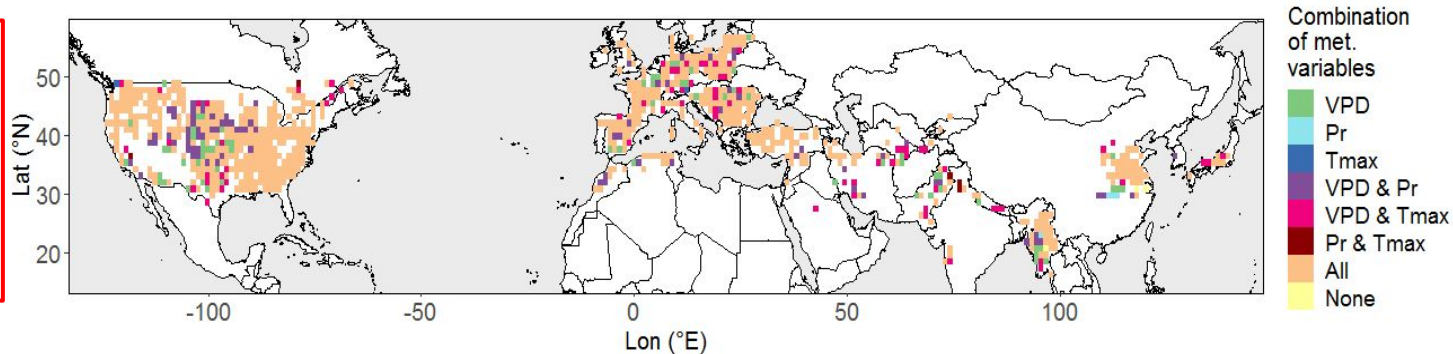 Combination
of met.
variables
VPD
Pr
Tmax
VPD & Pr
VPD & Tmax
Pr & Tmax
All
None
Lat (°N)
50
40
30
20
-100
-50
0
50
100
Lon (°E)